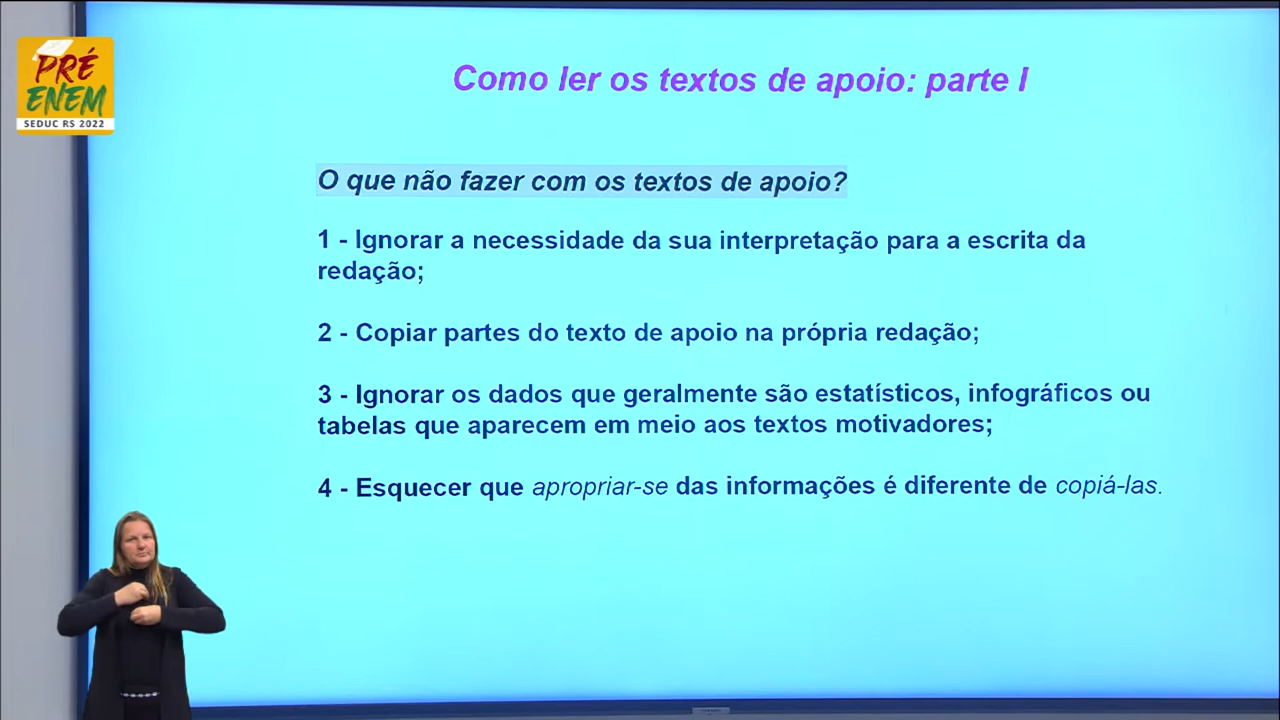 PRÉ
ENEM
SEDUC RS 2022
Como ler os textos de apoio: parte I
O que não fazer com os textos de apoio?
1 - Ignorar a necessidade da sua interpretação para a escrita da
redação;
2 - Copiar partes do texto de apoio na própria redação;
3 - Ignorar os dados que geralmente são estatísticos, infográficos ou
tabelas que aparecem em meio aos textos motivadores;
4 - Esquecer que apropriar-se das informações é diferente de copiá-las.